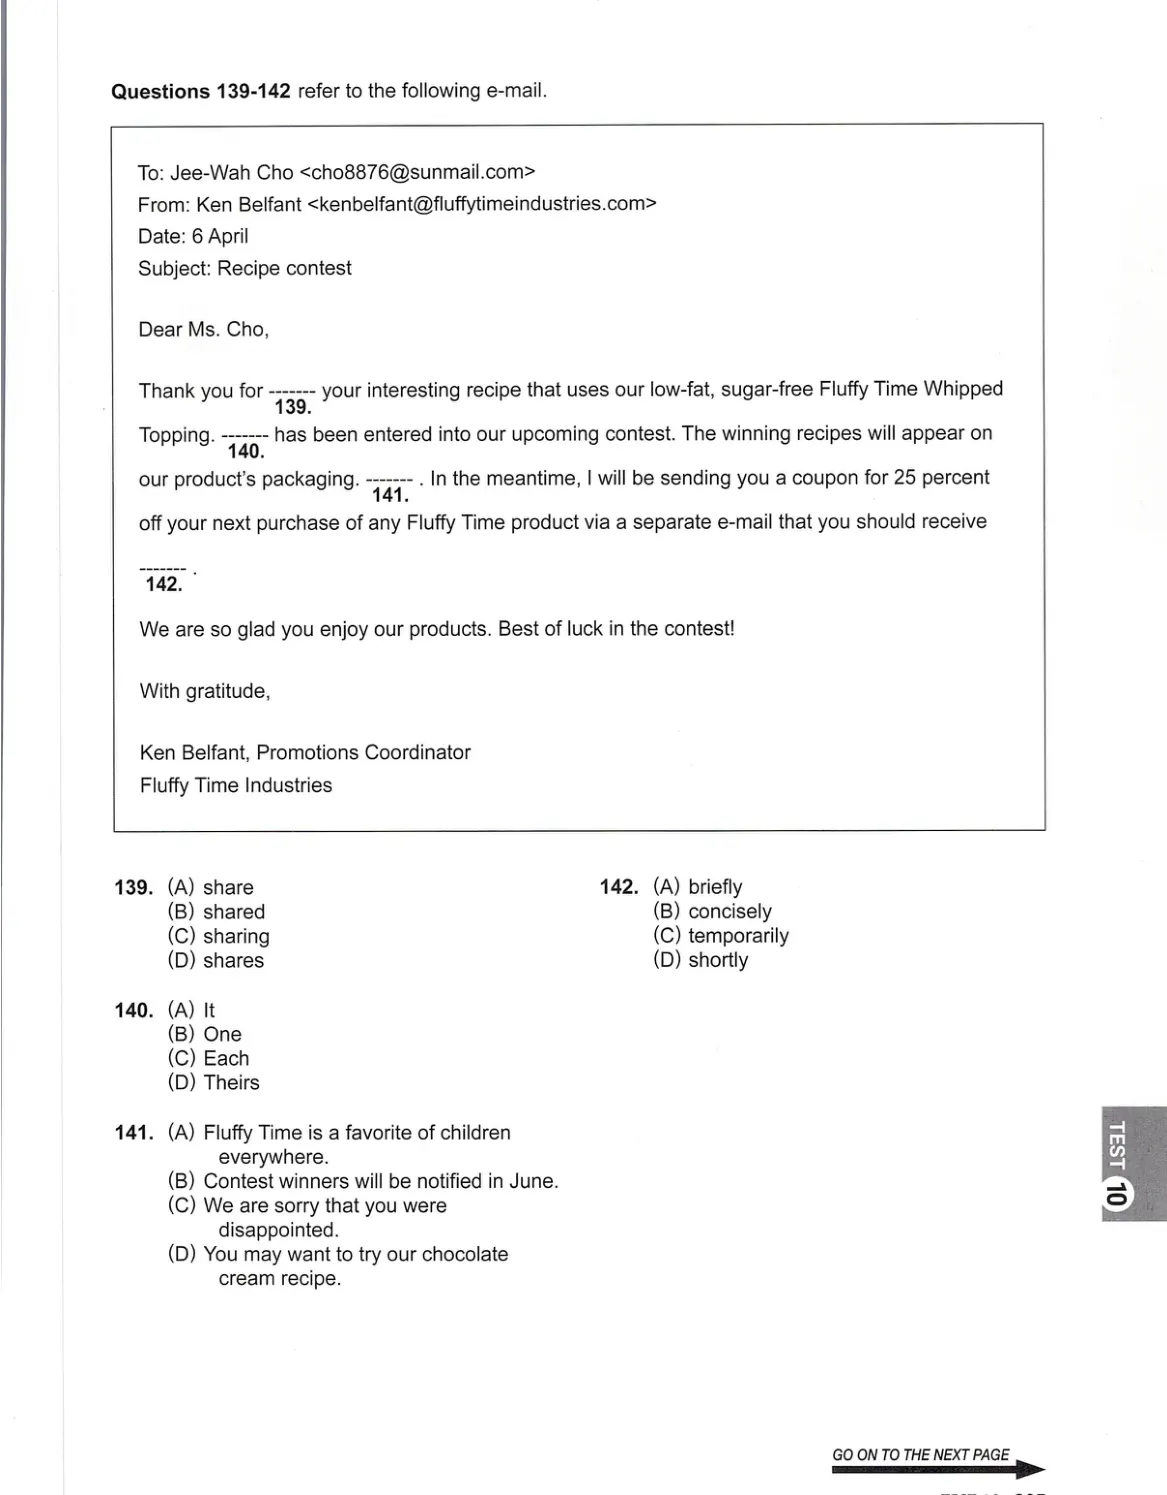 Questions 139-142 refer to the following e-mail.
To: Jee-Wah Cho <cho8876@sunmail.com>
From: Ken Belfant <kenbelfant@fluffytimeindustries.com>
Date: 6 April
Subject: Recipe contest
Dear Ms. Cho,
Thank you for ------- your interesting recipe that uses our low-fat, sugar-free Fluffy Time Whipped
139.
Topping. ------- has been entered into our upcoming contest. The winning recipes will appear on
140.
our product's packaging. ------- . In the meantime, I will be sending you a coupon for 25 percent
141.
off your next purchase of any Fluffy Time product via a separate e-mail that you should receive
------- .
142.
We are so glad you enjoy our products. Best of luck in the contest!
With gratitude,
Ken Belfant, Promotions Coordinator
Fluffy Time Industries
139. (A) share
(B) shared
(C) sharing
(D) shares
140. (A) It
(B) One
(C) Each
(D) Theirs
141. (A) Fluffy Time is a favorite of children
everywhere.
(B) Contest winners will be notified in June.
(C) We are sorry that you were
disappointed.
(D) You may want to try our chocolate
cream recipe.
142. (A) briefly
(B) concisely
(C) temporarily
(D) shortly
TEST 10
GO ON TO THE NEXT PAGE